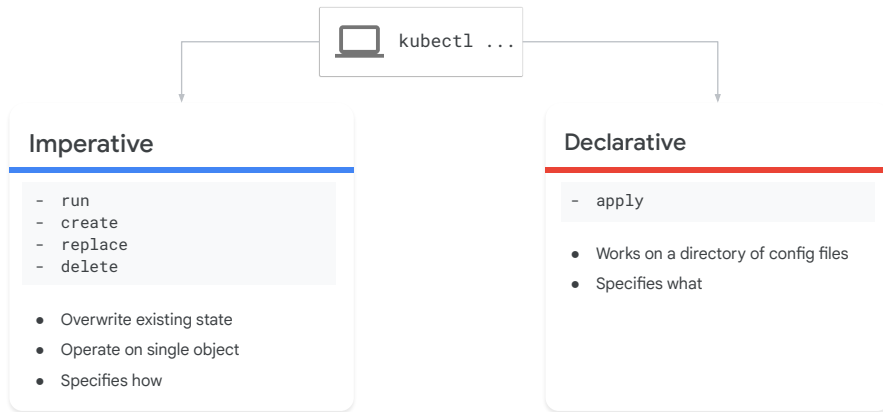 kubectl ...
Imperative
- run
- create
- replace
- delete
● Overwrite existing state
● Operate on single object
● Specifies how
Declarative
- apply
● Works on a directory of config files
● Specifies what